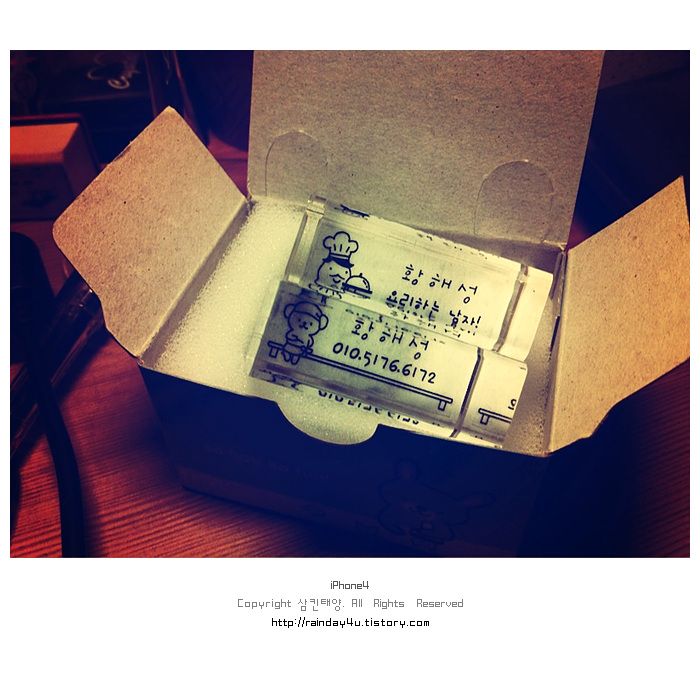 황해성
요리하는 남자!
황해성
010.5176.6172
iPhone4
Copyright 삼킨태양. All Rights Reserved
http://rainday4u.tistory.com